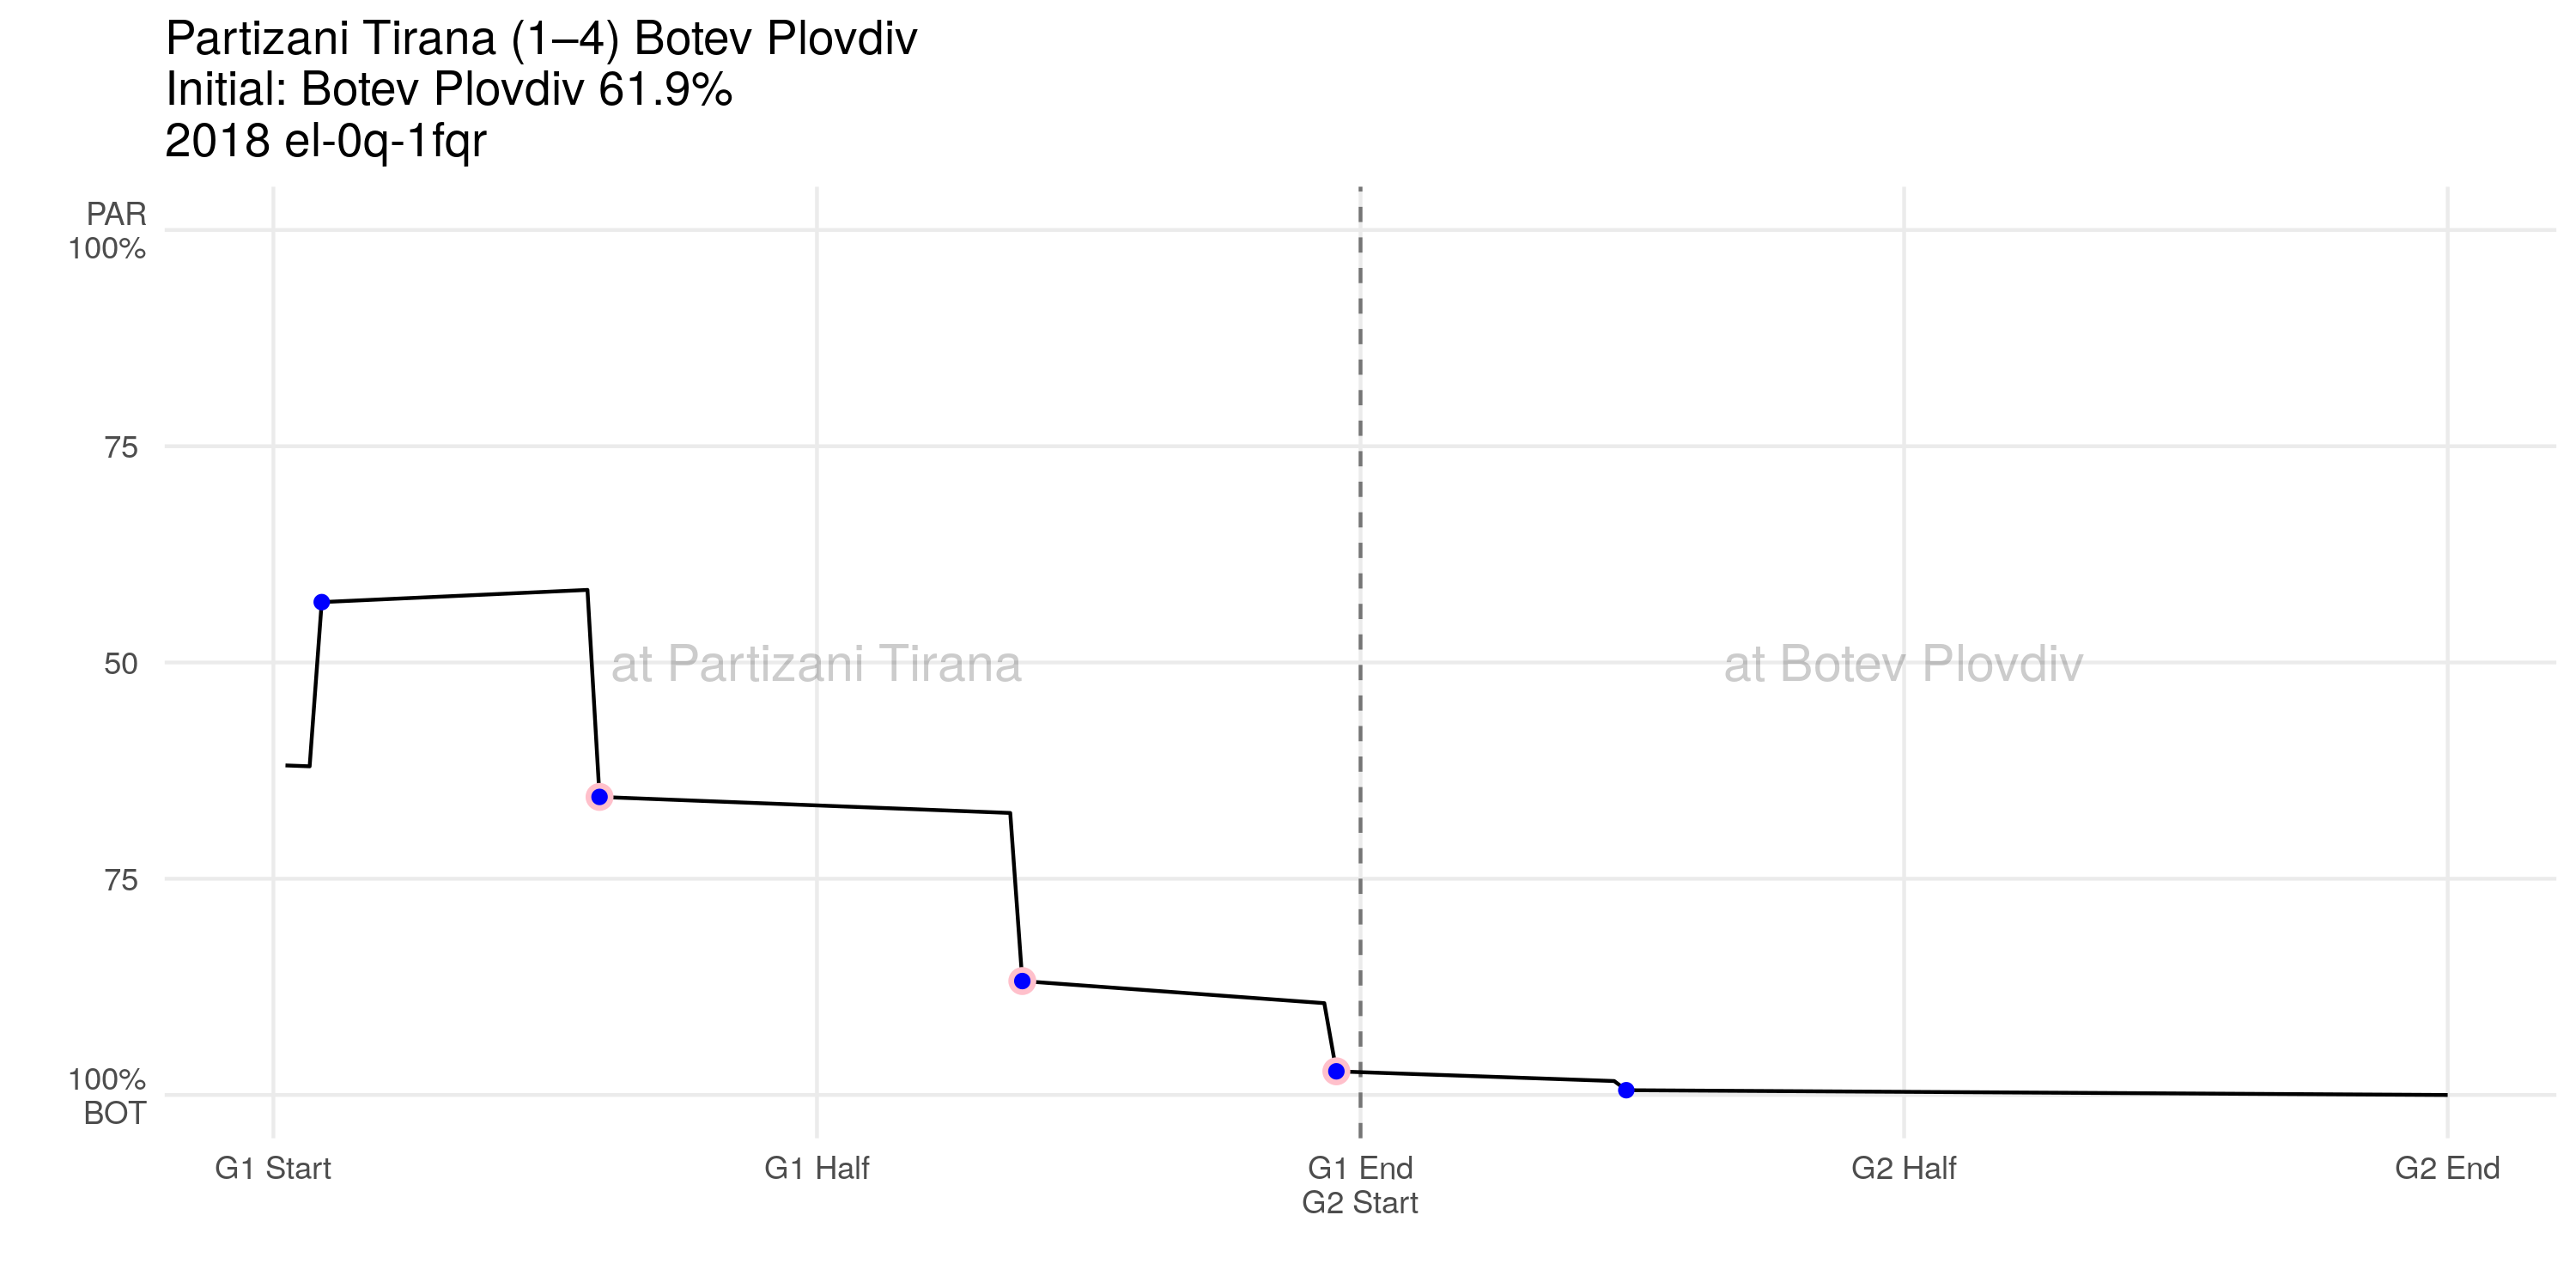 Partizani Tirana (1–4) Botev Plovdiv
Initial: Botev Plovdiv 61.9%
2018 el-0q-1fqr
PAR
100%
75
50
75
100%
BOT
at Partizani Tirana
at Botev Plovdiv
G1 Start
G1 Half
G1 End
G2 Start
G2 Half
G2 End